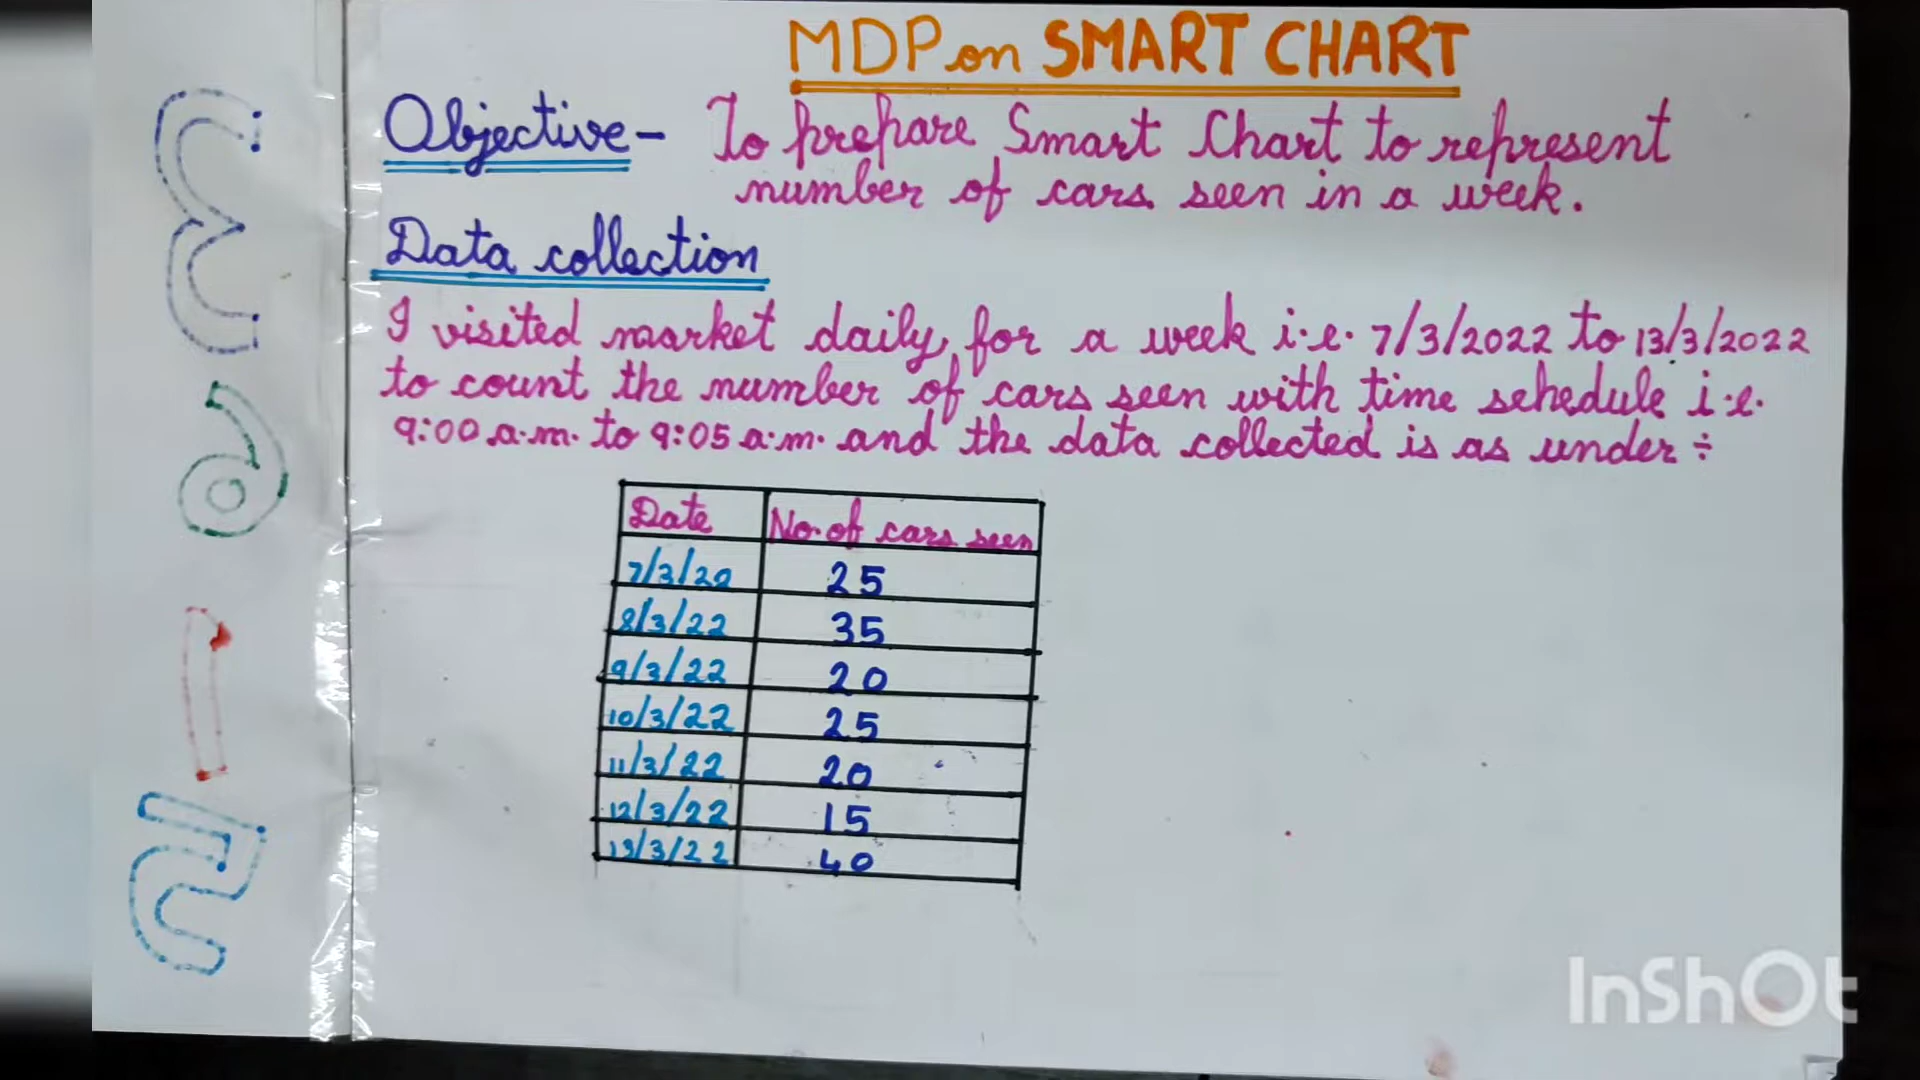 MDP on SMART CHART
Objective- To prepare Smart Chart to represent
number of cars seen in a week.
Data collection
I visited market daily for a week i.e. 7/3/2022 to 13/3/2022
to count the number of cars seen with time schedule i.e.
9:00 a.m. to 9:05 a.m. and the data collected is as under ÷
Date No. of cars seen
7/3/22 25
8/3/22 35
9/3/22 20
10/3/22 25
11/3/22 20
12/3/22 15
13/3/22 40
InShOt